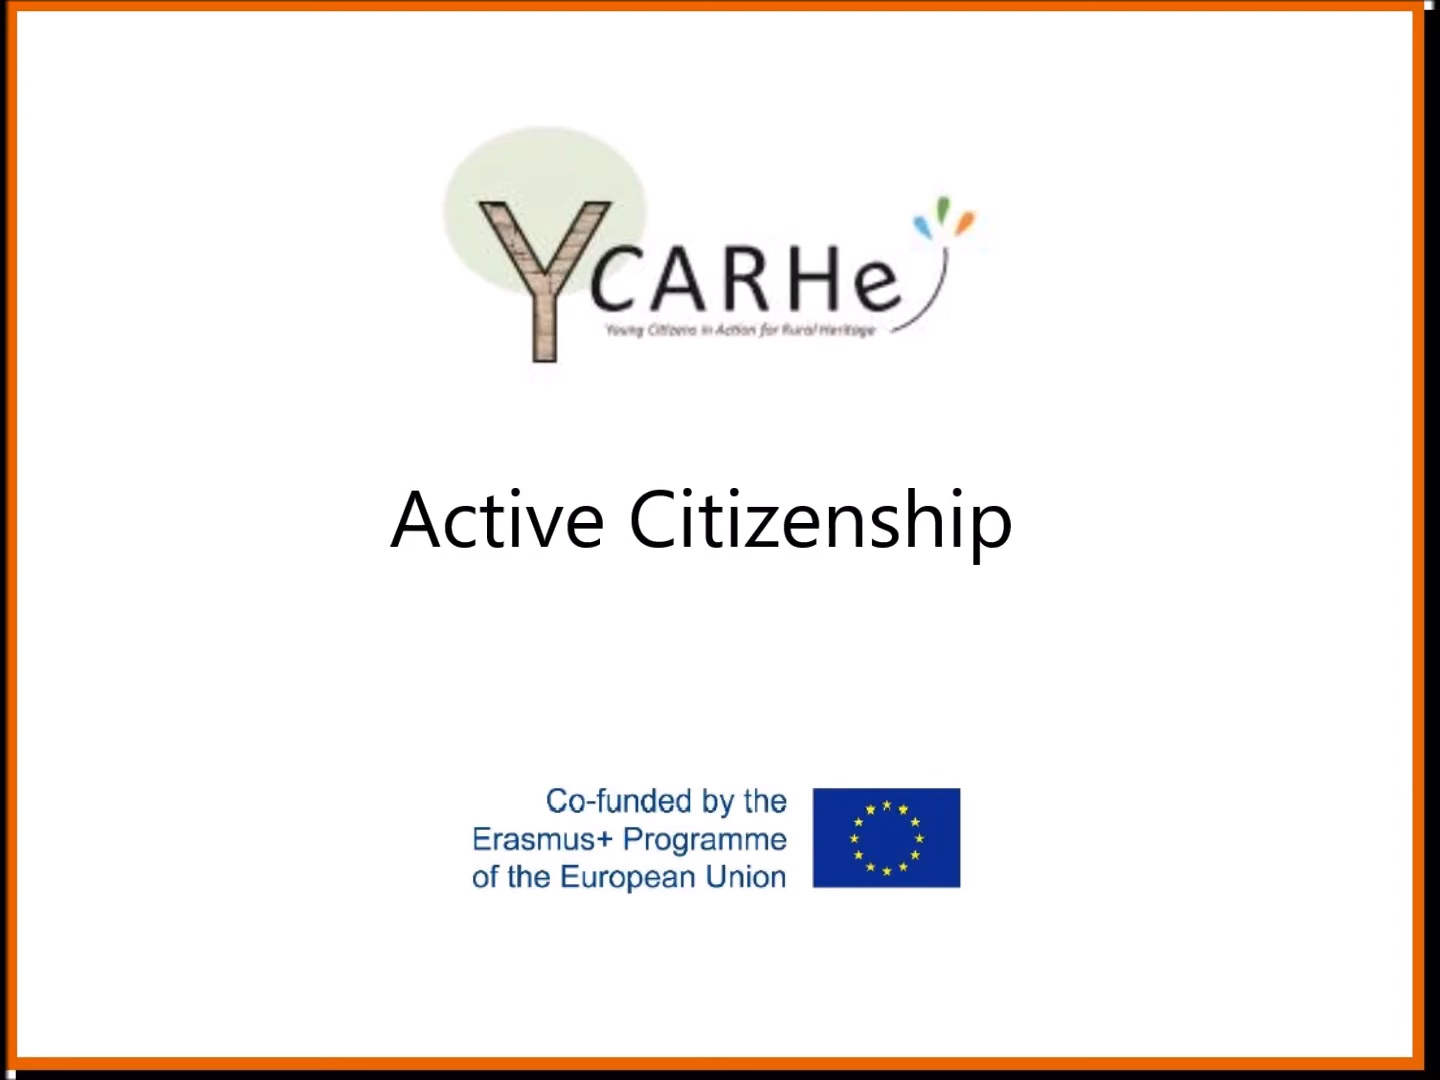 YCARHe
Young Citizens in Action for Rural Heritage
Active Citizenship
Co-funded by the
Erasmus+ Programme
of the European Union